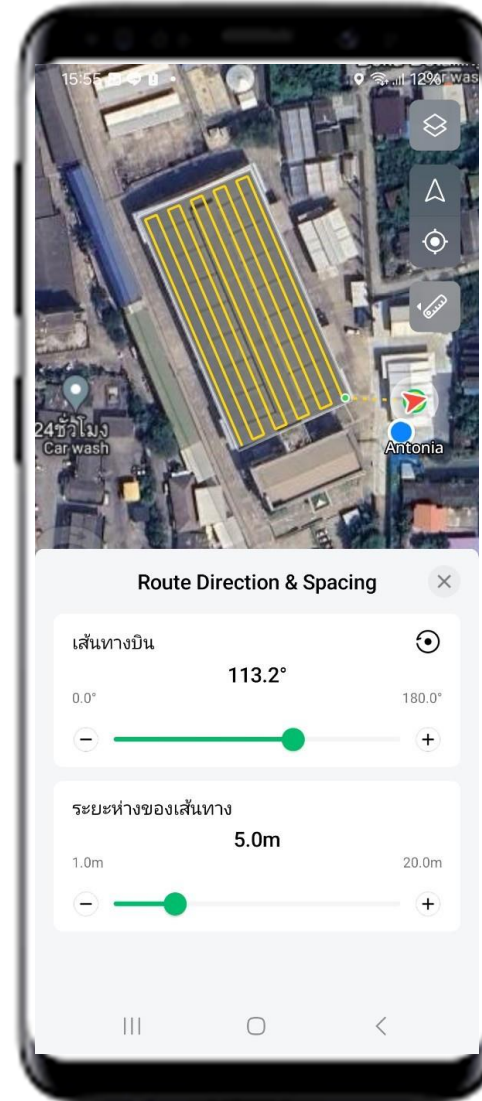 15:55
12%
24ชั่วโมง
Car wash
Antonia
Route Direction & Spacing
เส้นทางบิน
113.2°
0.0°
180.0°
ระยะห่างของเส้นทาง
5.0m
1.0m
20.0m